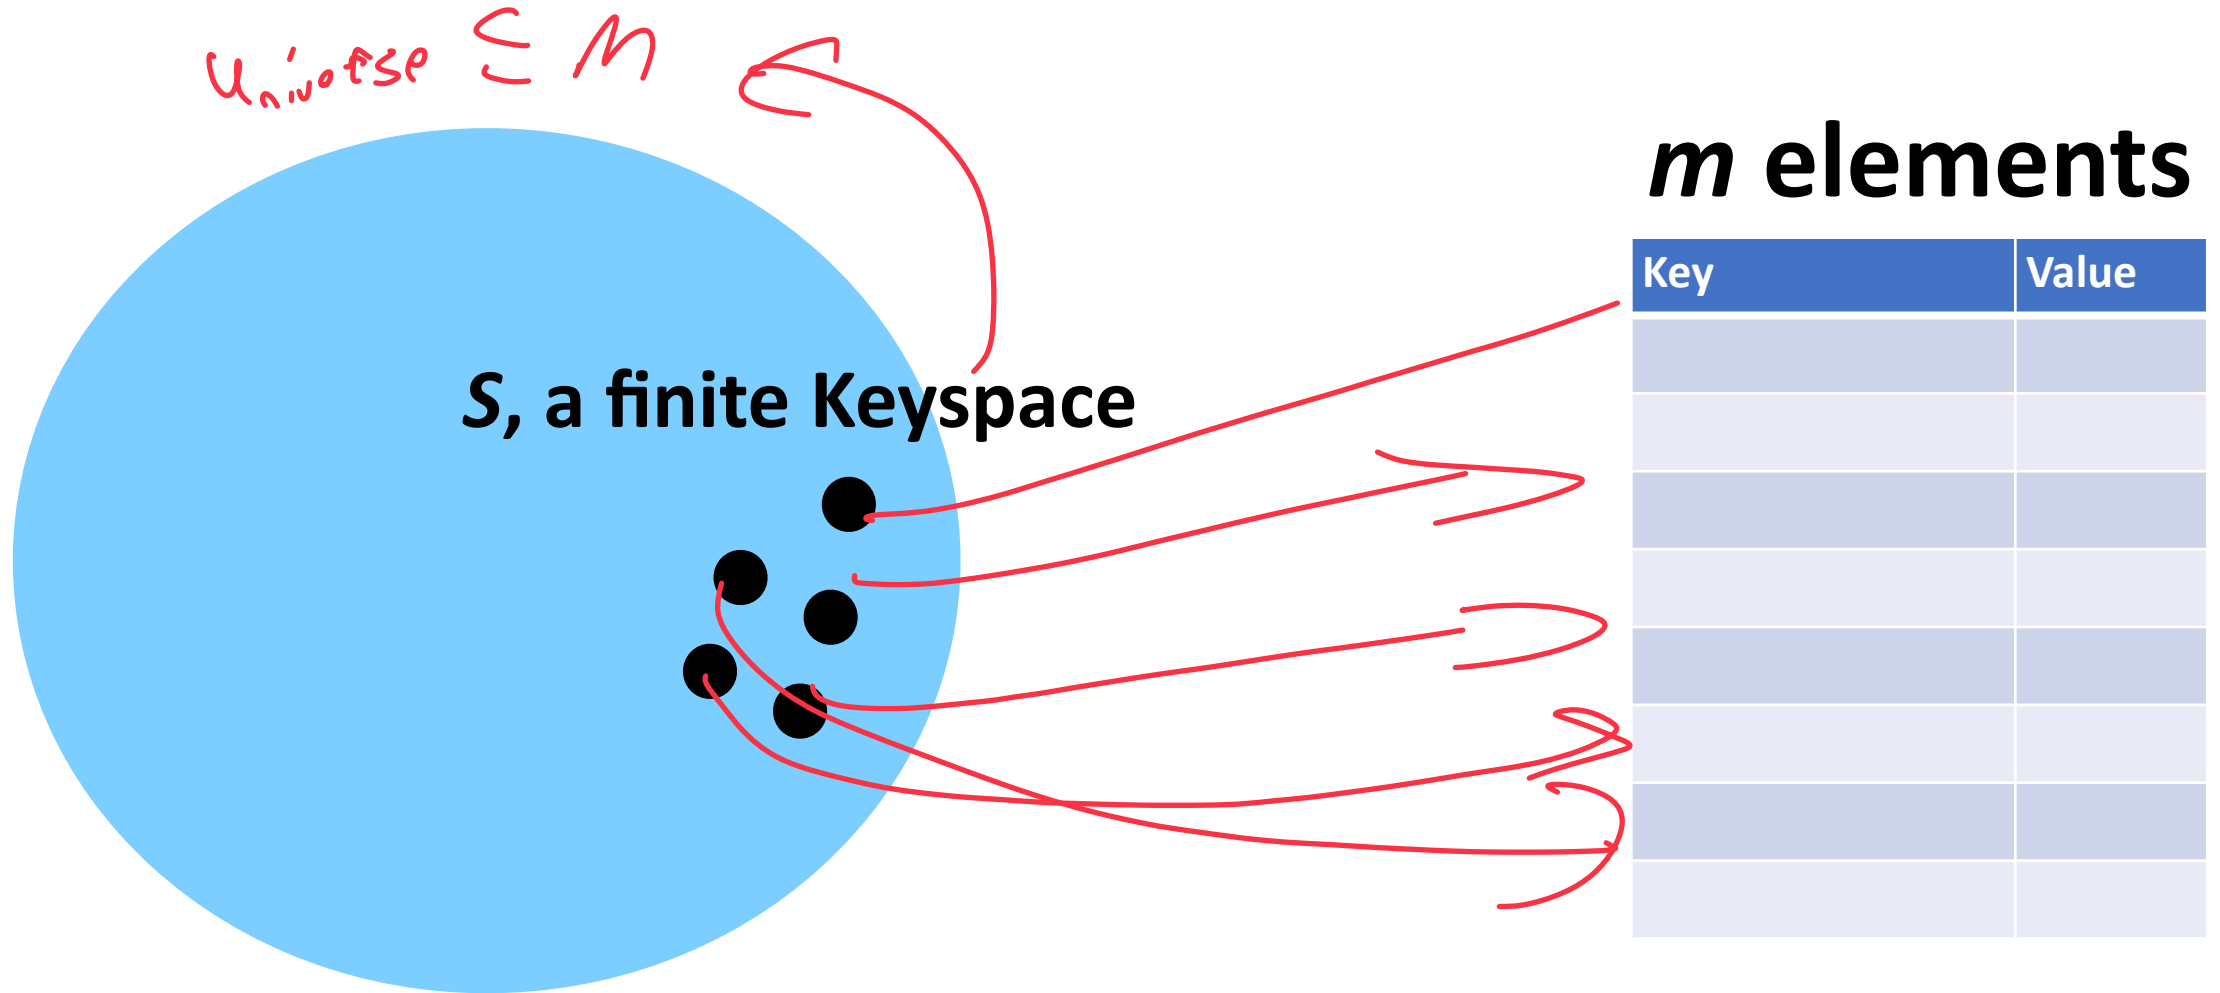 Universe ≤ M
m elements
Key Value
S, a finite Keyspace